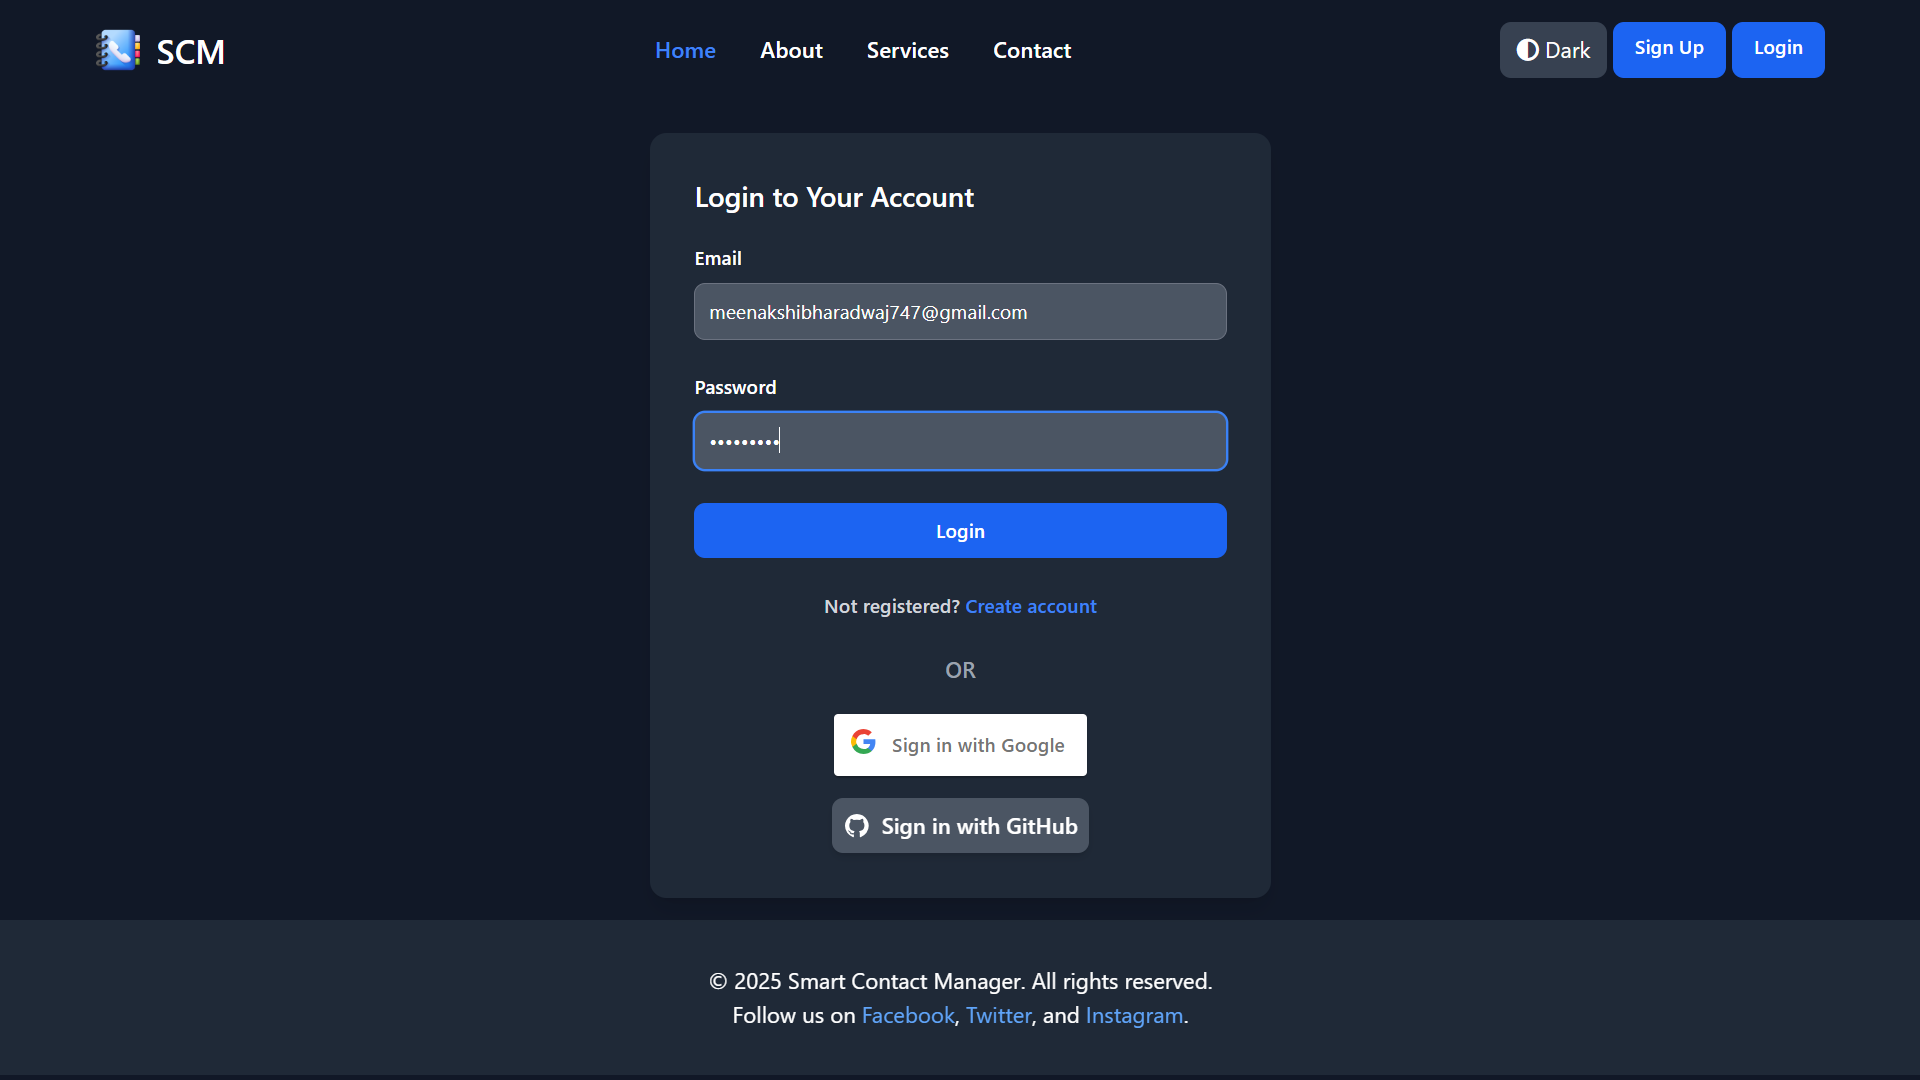 SCM
Home About Services Contact
Dark Sign Up Login
Login to Your Account
Email
meenakshibharadwaj747@gmail.com
Password
•••••••••
Login
Not registered? Create account
OR
Sign in with Google
Sign in with GitHub
© 2025 Smart Contact Manager. All rights reserved.
Follow us on Facebook, Twitter, and Instagram.